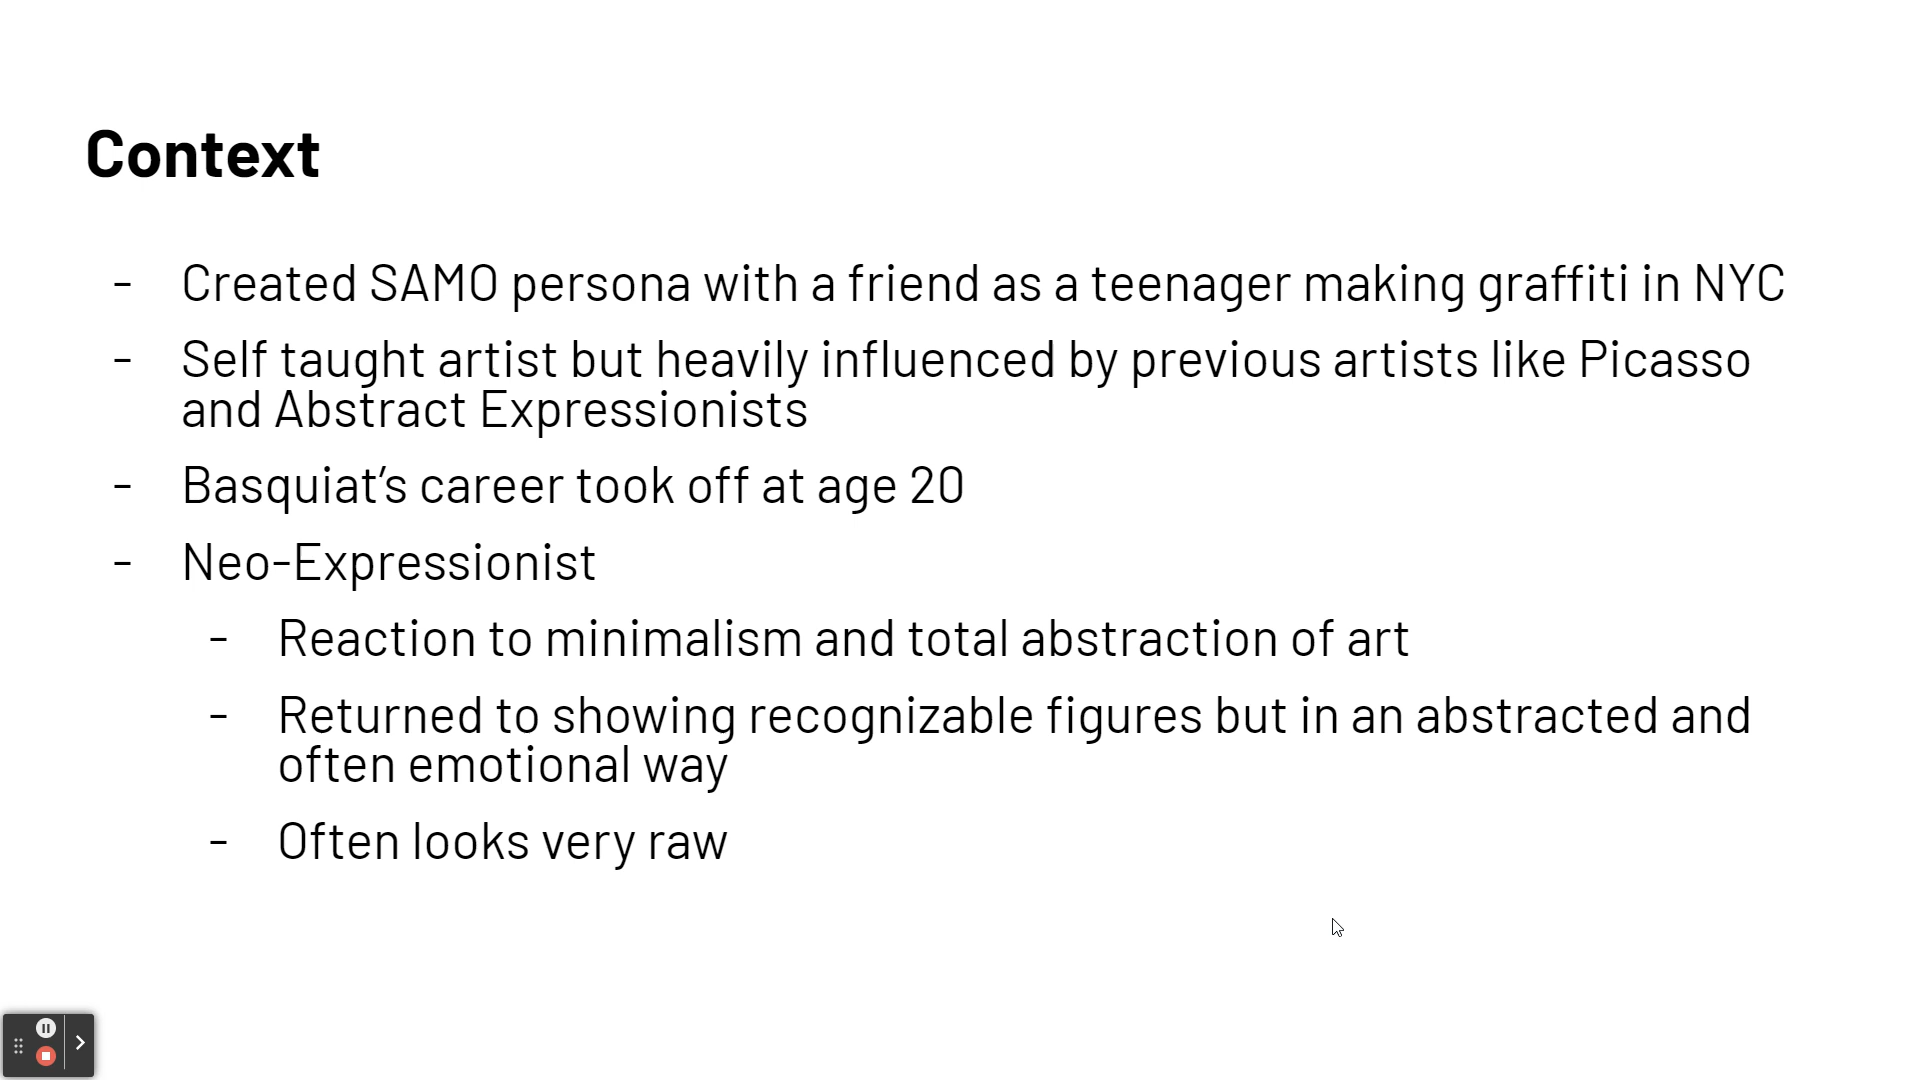 Context
- Created SAMO persona with a friend as a teenager making graffiti in NYC
- Self taught artist but heavily influenced by previous artists like Picasso
and Abstract Expressionists
- Basquiat’s career took off at age 20
- Neo-Expressionist
- Reaction to minimalism and total abstraction of art
- Returned to showing recognizable figures but in an abstracted and
often emotional way
- Often looks very raw